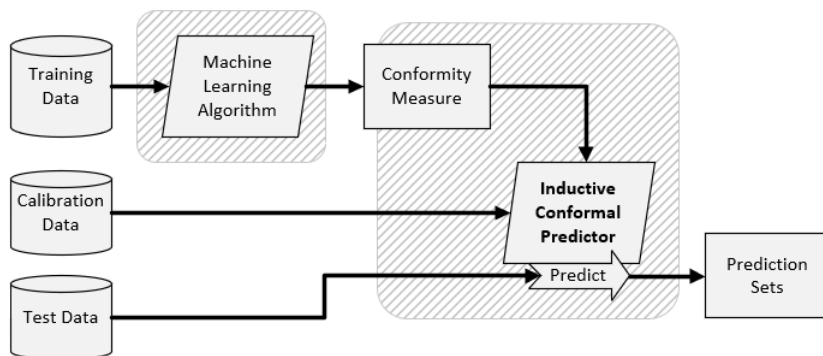 Training
Data
Machine
Learning
Algorithm
Conformity
Measure
Calibration
Data
Inductive
Conformal
Predictor
Test Data
Predict
Prediction
Sets